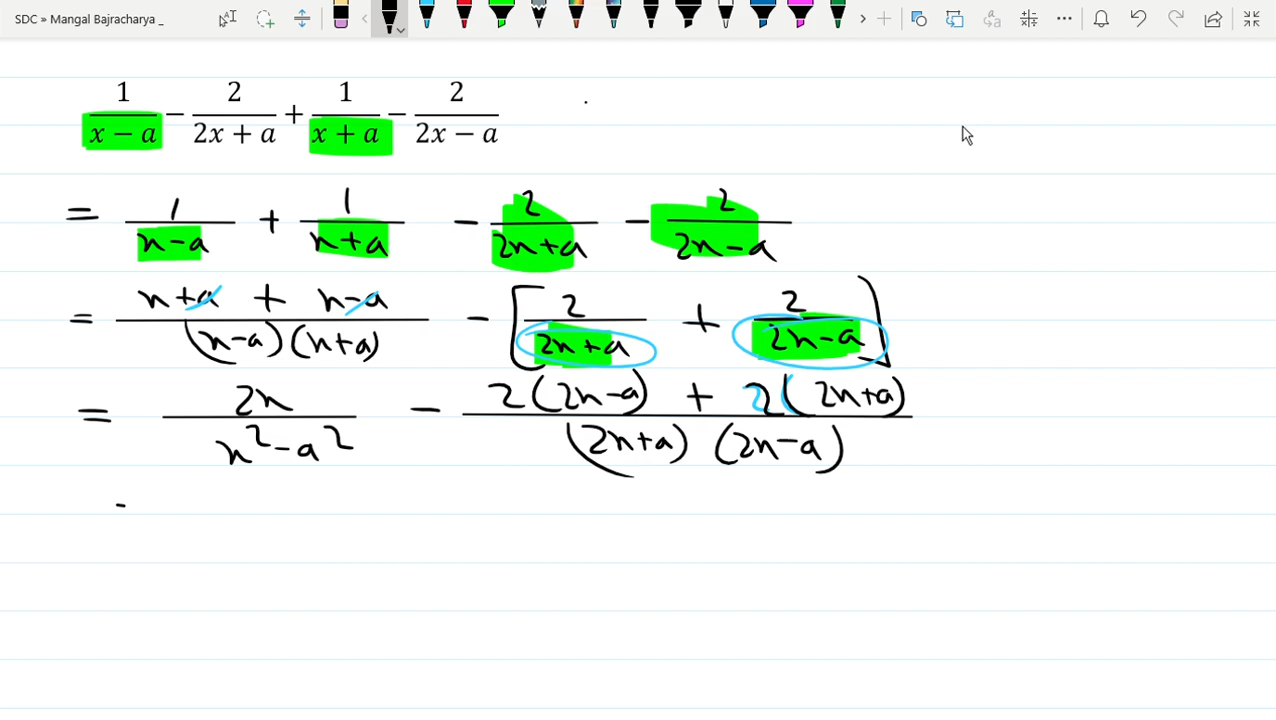 SDC » Mangal Bajracharya _
1/(x − a) − 2/(2x + a) + 1/(x + a) − 2/(2x − a)
= 1/(x−a) + 1/(x+a) − 2/(2x+a) − 2/(2x−a)
= (x+a + x−a)/((x−a)(x+a)) − [2/(2x+a) + 2/(2x−a)]
= 2x/(x²−a²) − (2(2x−a) + 2(2x+a))/((2x+a)(2x−a))